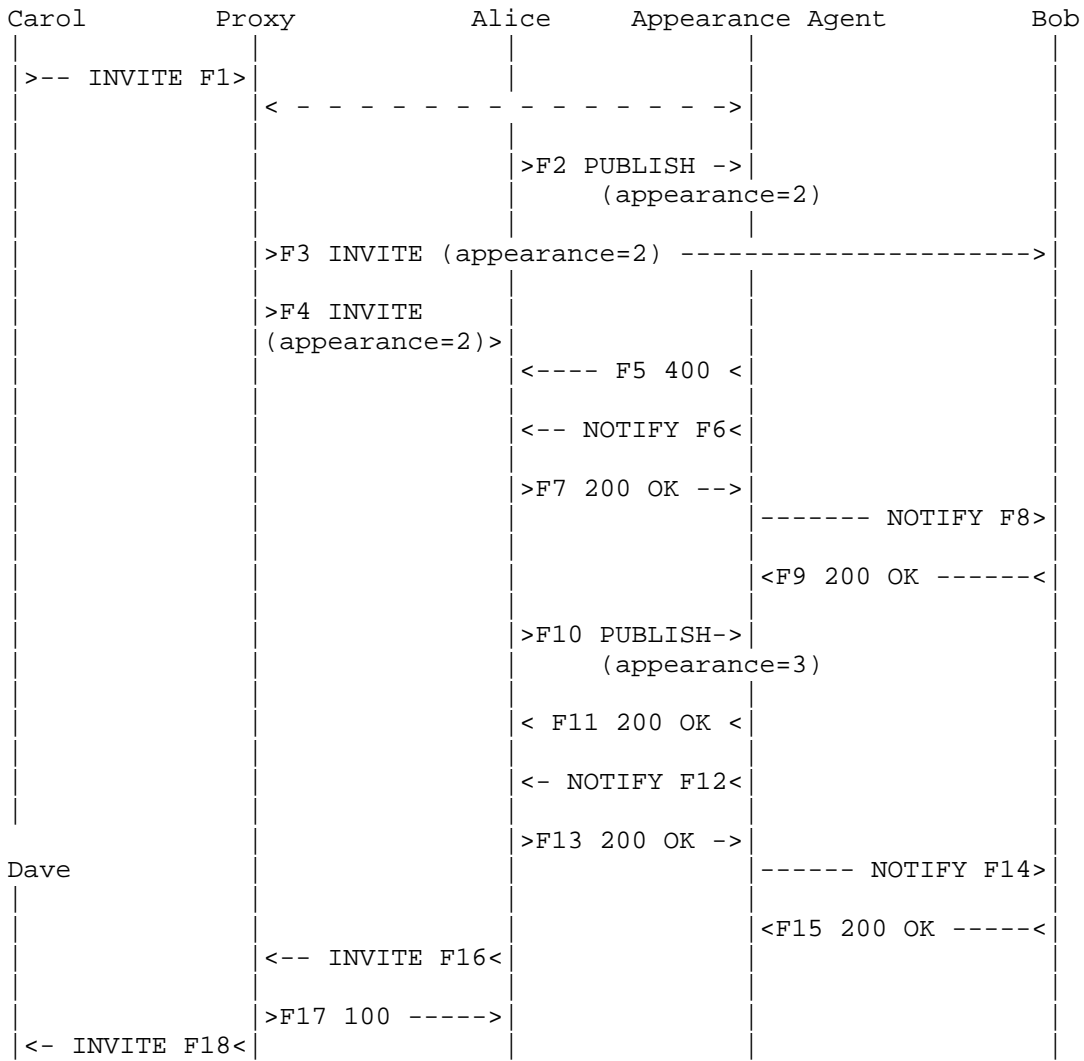 Carol Proxy Alice Appearance Agent Bob
>-- INVITE F1>
< - - - - - - - - - - - - - - ->
>F2 PUBLISH ->
(appearance=2)
>F3 INVITE (appearance=2) ---------------------->
>F4 INVITE
(appearance=2)>
<---- F5 400 <
<-- NOTIFY F6<
>F7 200 OK -->
------- NOTIFY F8>
<F9 200 OK ------<
>F10 PUBLISH->
(appearance=3)
< F11 200 OK <
<- NOTIFY F12<
>F13 200 OK ->
Dave ------ NOTIFY F14>
<F15 200 OK -----<
<-- INVITE F16<
>F17 100 ----->
<- INVITE F18<